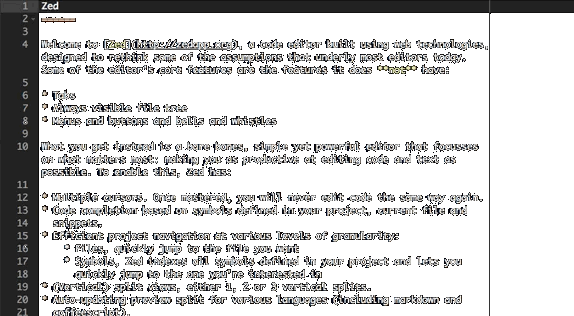 1 Zed
2 ===
3
4 Welcome to [Zed](http://zedapp.org), a code editor built using web technologies,
designed to rethink some of the assumptions that underly most editors today.
Some of the editor's core features are the features it does **not** have:
5
6 * Tabs
7 * Always visible file tree
8 * Menus and buttons and bells and whistles
9
10 What you get instead is a bare-bones, simple yet powerful editor that focusses
on what matters most: making you as productive at editing code and text as
possible. To enable this, Zed has:
11
12 * Multiple cursors. Once mastered, you will never edit code the same way again.
13 * Code completion based on symbols defined in your project, current file and
14 snippets.
15 * Efficient project navigation at various levels of granularity:
16 * Files, quickly jump to the file you want
17 * Symbols, Zed indexes all symbols defined in your project and lets you
18 quickly jump to the one you're interested in
19 * (Vertical) split views, either 1, 2 or 3 vertical splits.
20 * Auto-updating preview split for various languages (including markdown and
21 coffeescript).